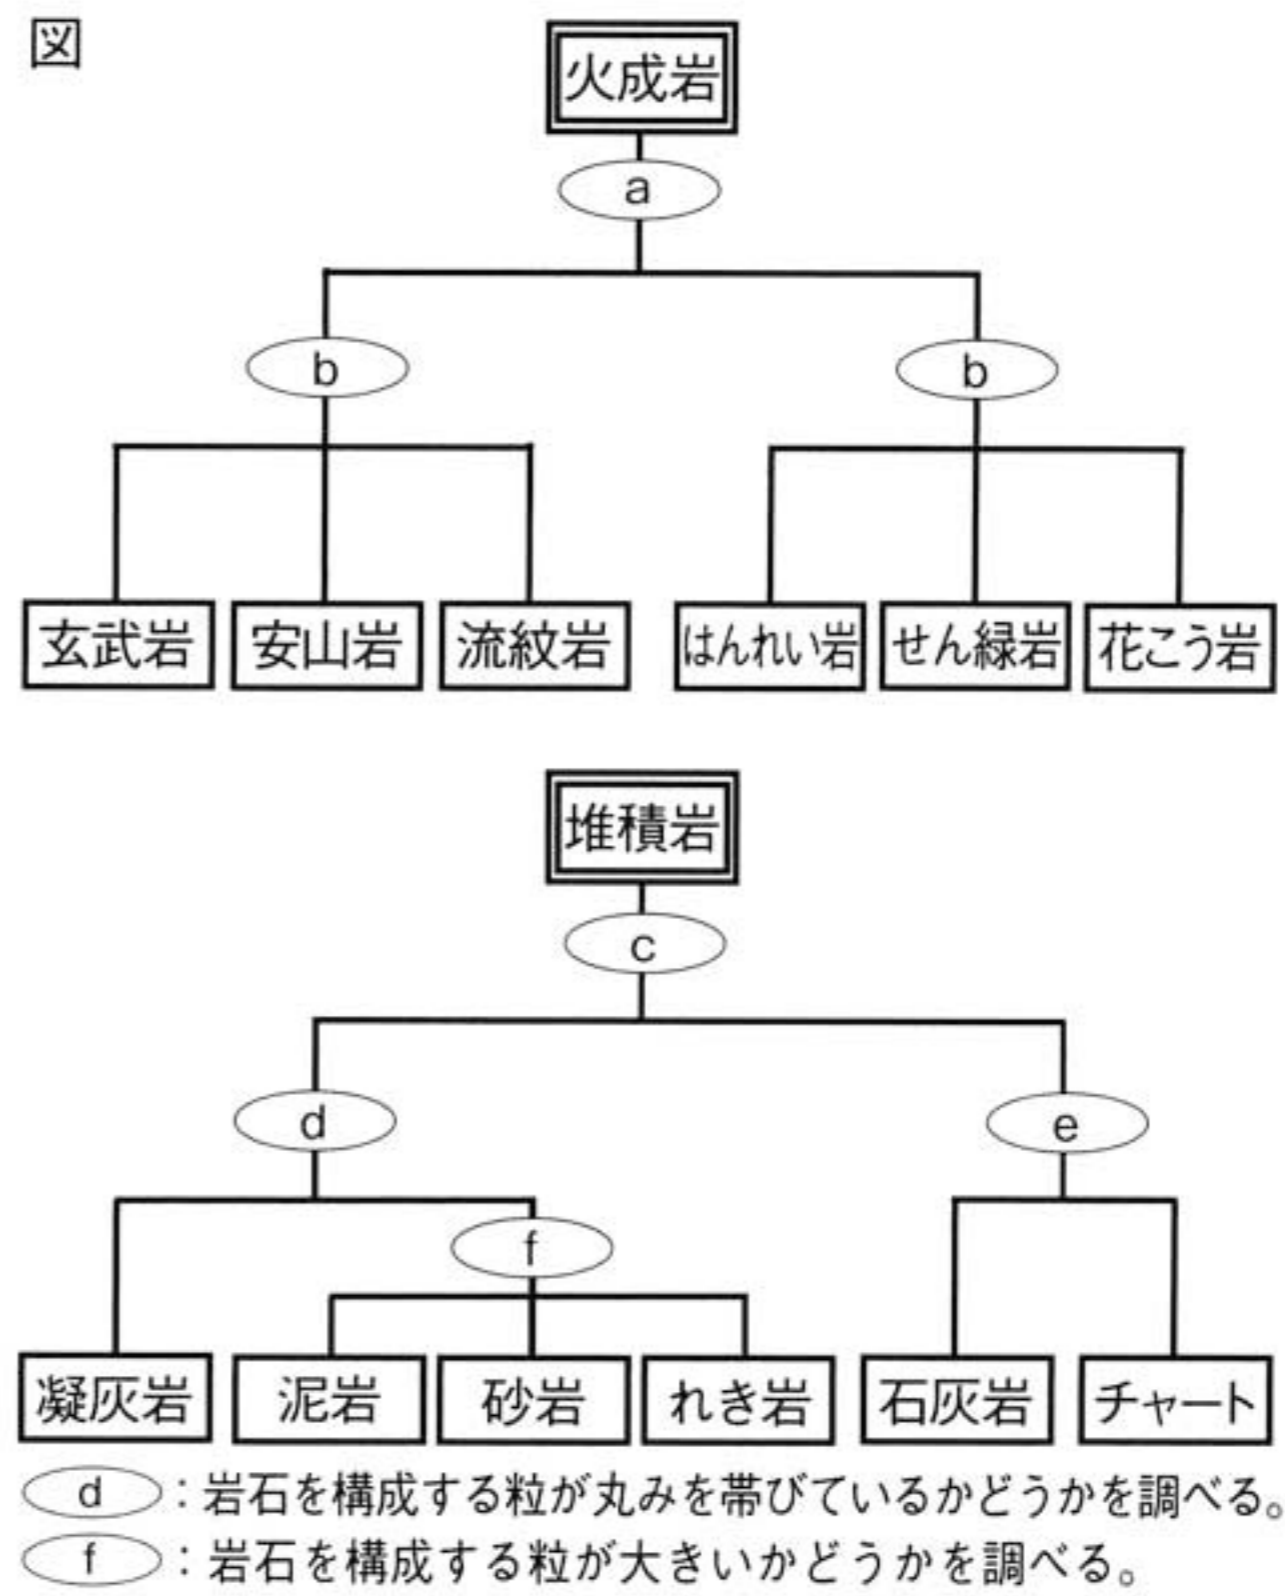 図
火成岩
a
b
b
玄武岩 安山岩 流紋岩 はんれい岩 せん緑岩 花こう岩
堆積岩
c
d
e
f
凝灰岩 泥岩 砂岩 れき岩 石灰岩 チャート
d：岩石を構成する粒が丸みを帯びているかどうかを調べる。
f：岩石を構成する粒が大きいかどうかを調べる。